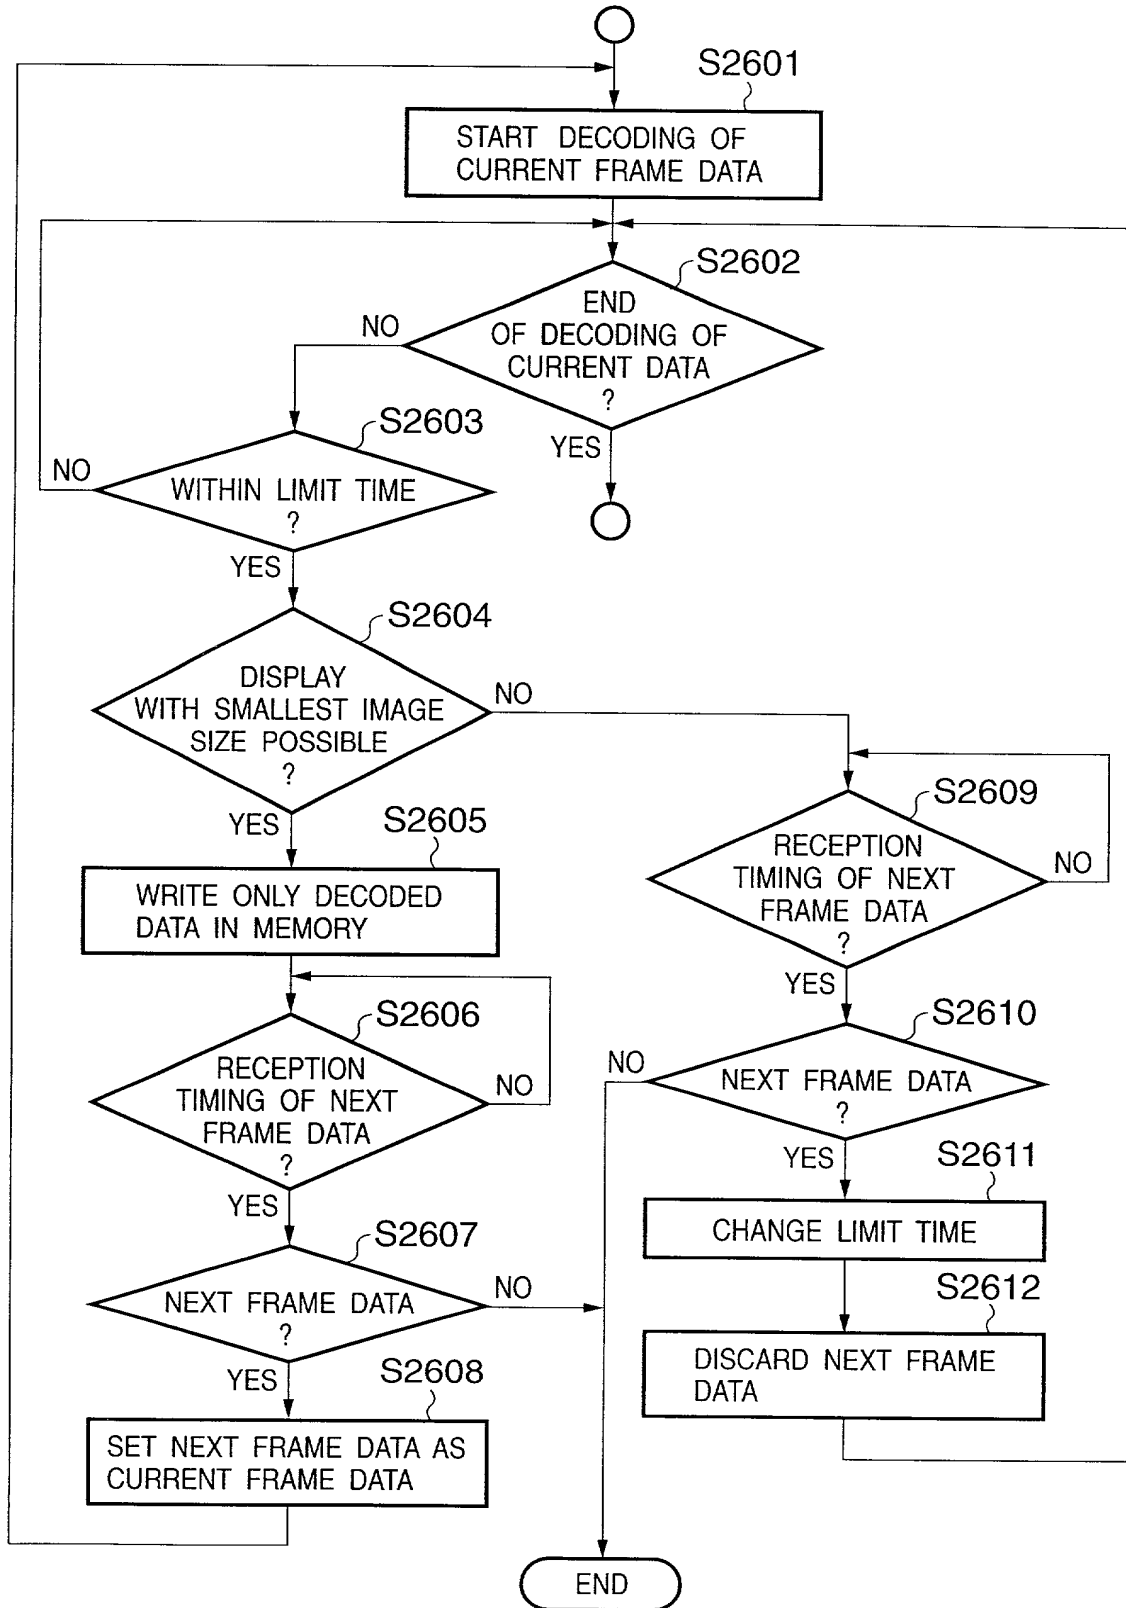 S2601
START DECODING OF
CURRENT FRAME DATA
S2602
END
OF DECODING OF
CURRENT DATA
?
NO
YES
S2603
WITHIN LIMIT TIME
?
NO
YES
S2604
DISPLAY
WITH SMALLEST IMAGE
SIZE POSSIBLE
?
NO
YES
S2605
WRITE ONLY DECODED
DATA IN MEMORY
S2606
RECEPTION
TIMING OF NEXT
FRAME DATA
?
NO
YES
S2607
NEXT FRAME DATA
?
NO
YES
S2608
SET NEXT FRAME DATA AS
CURRENT FRAME DATA
S2609
RECEPTION
TIMING OF NEXT
FRAME DATA
?
NO
YES
S2610
NEXT FRAME DATA
?
NO
YES
S2611
CHANGE LIMIT TIME
S2612
DISCARD NEXT FRAME
DATA
END